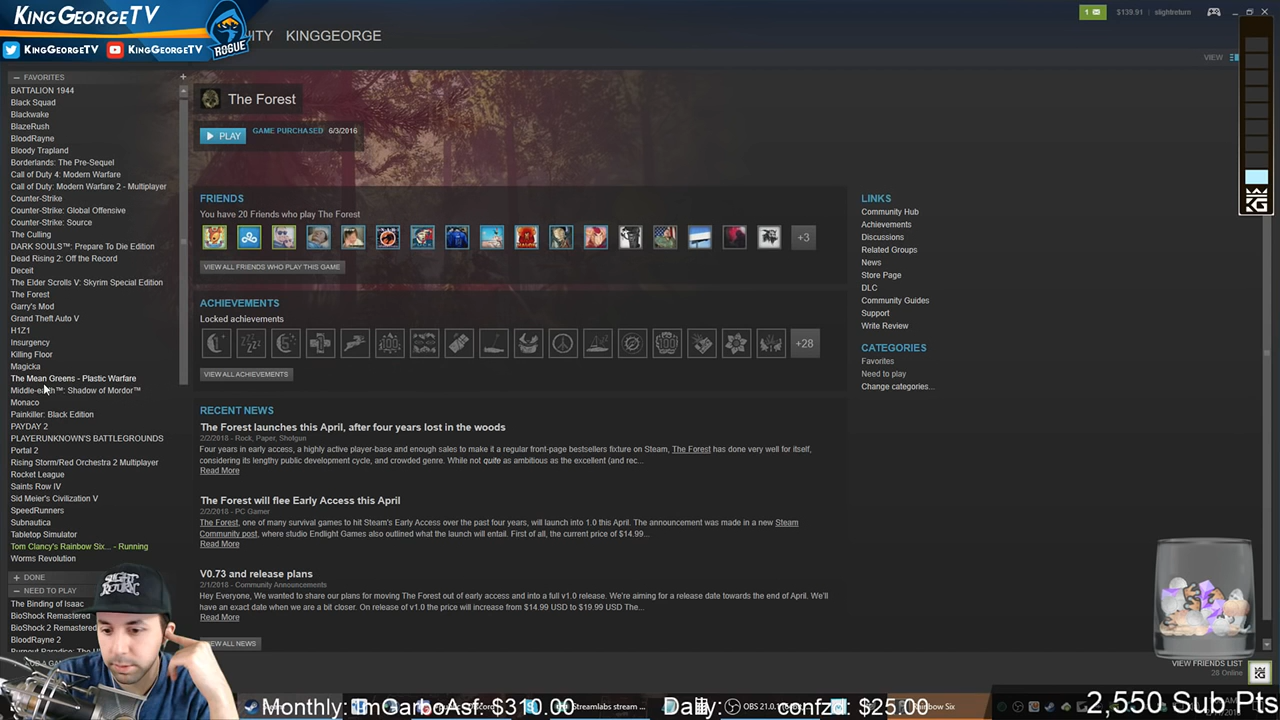 KINGGEORGETV
KINGGEORGETV KINGGEORGETV
ROGUE
KINGGEORGE
1 $139.91 slightreturn
VIEW
FAVORITES
BATTALION 1944
Black Squad
Blackwake
BlazeRush
BloodRayne
Bloody Trapland
Borderlands: The Pre-Sequel
Call of Duty 4: Modern Warfare
Call of Duty: Modern Warfare 2 - Multiplayer
Counter-Strike
Counter-Strike: Global Offensive
Counter-Strike: Source
The Culling
DARK SOULS™: Prepare To Die Edition
Dead Rising 2: Off the Record
Deceit
The Elder Scrolls V: Skyrim Special Edition
The Forest
Garry's Mod
Grand Theft Auto V
H1Z1
Insurgency
Killing Floor
Magicka
The Mean Greens - Plastic Warfare
Middle-earth™: Shadow of Mordor™
Monaco
Painkiller: Black Edition
PAYDAY 2
PLAYERUNKNOWN'S BATTLEGROUNDS
Portal 2
Rising Storm/Red Orchestra 2 Multiplayer
Rocket League
Saints Row IV
Sid Meier's Civilization V
SpeedRunners
Subnautica
Tabletop Simulator
Tom Clancy's Rainbow Six... - Running
Worms Revolution
DONE
NEED TO PLAY
The Binding of Isaac
BioShock Remastered
BioShock 2 Remastered
BloodRayne 2
The Forest
PLAY GAME PURCHASED 6/3/2016
FRIENDS
You have 20 Friends who play The Forest
+3
VIEW ALL FRIENDS WHO PLAY THIS GAME
ACHIEVEMENTS
Locked achievements
+28
VIEW ALL ACHIEVEMENTS
RECENT NEWS
The Forest launches this April, after four years lost in the woods
2/2/2018 - Rock, Paper, Shotgun
Four years in early access, a highly active player-base and enough sales to make it a regular front-page bestsellers fixture on Steam, The Forest has done very well for itself,
considering its lengthy public development cycle, and crowded genre. While not quite as ambitious as the excellent (and rec...
Read More
The Forest will flee Early Access this April
2/2/2018 - PC Gamer
The Forest, one of many survival games to hit Steam's Early Access over the past four years, will launch into 1.0 this April. The announcement was made in a new Steam
Community post, where studio Endlight Games also outlined what the launch will entail. First of all, the current price of $14.99...
Read More
V0.73 and release plans
2/1/2018 - Community Announcements
Hey Everyone, We wanted to share our plans for moving The Forest out of early access and into a full v1.0 release. We're aiming for a release date towards the end of April. We'll
have an exact date when we are a bit closer. On release of v1.0 the price will increase from $14.99 USD to $19.99 USD The...
Read More
VIEW ALL NEWS
LINKS
Community Hub
Achievements
Discussions
Related Groups
News
Store Page
DLC
Community Guides
Support
Write Review
CATEGORIES
Favorites
Need to play
Change categories...
VIEW FRIENDS LIST
28 Online
Monthly: ImGarboAsf: $310.00 Daily: $25.00
Streamlabs stream ... OBS 21.0.1
2,550 Sub Pts